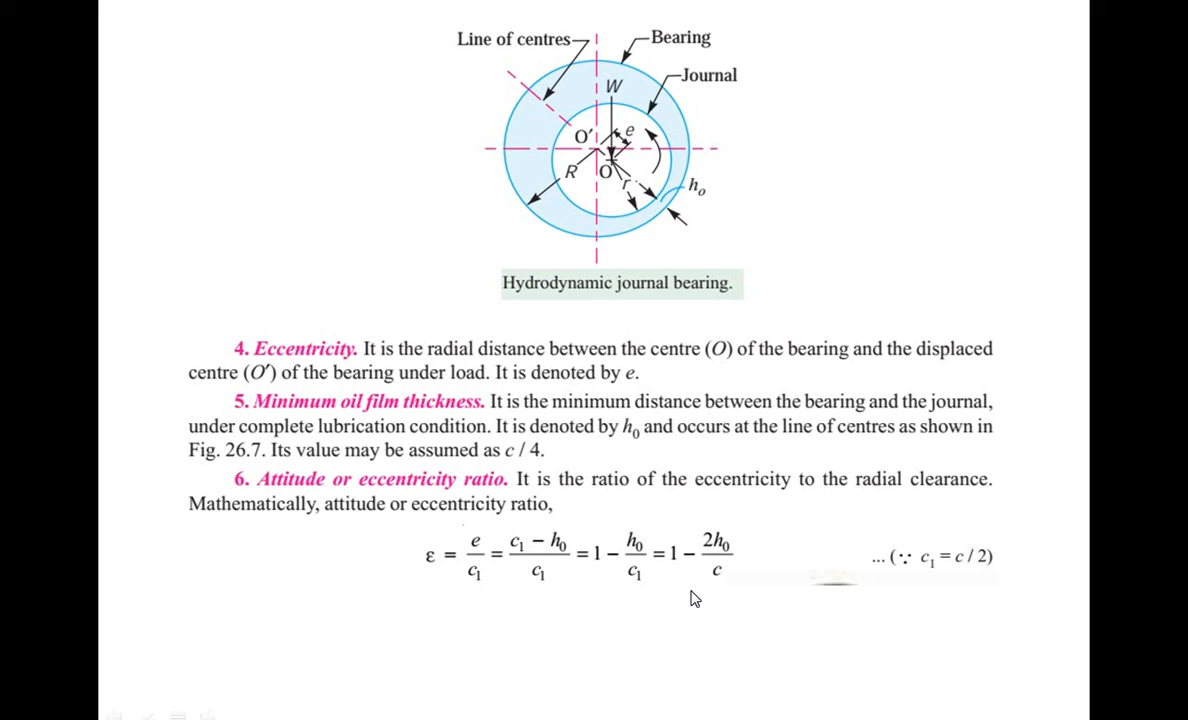 Line of centres
Bearing
Journal
W
O′
e
R
O
r
h₀
Hydrodynamic journal bearing.
4. Eccentricity. It is the radial distance between the centre (O) of the bearing and the displaced
centre (O′) of the bearing under load. It is denoted by e.
5. Minimum oil film thickness. It is the minimum distance between the bearing and the journal,
under complete lubrication condition. It is denoted by h₀ and occurs at the line of centres as shown in
Fig. 26.7. Its value may be assumed as c / 4.
6. Attitude or eccentricity ratio. It is the ratio of the eccentricity to the radial clearance.
Mathematically, attitude or eccentricity ratio,
ε = e/c₁ = (c₁ − h₀)/c₁ = 1 − h₀/c₁ = 1 − 2h₀/c ... (∵ c₁ = c / 2)